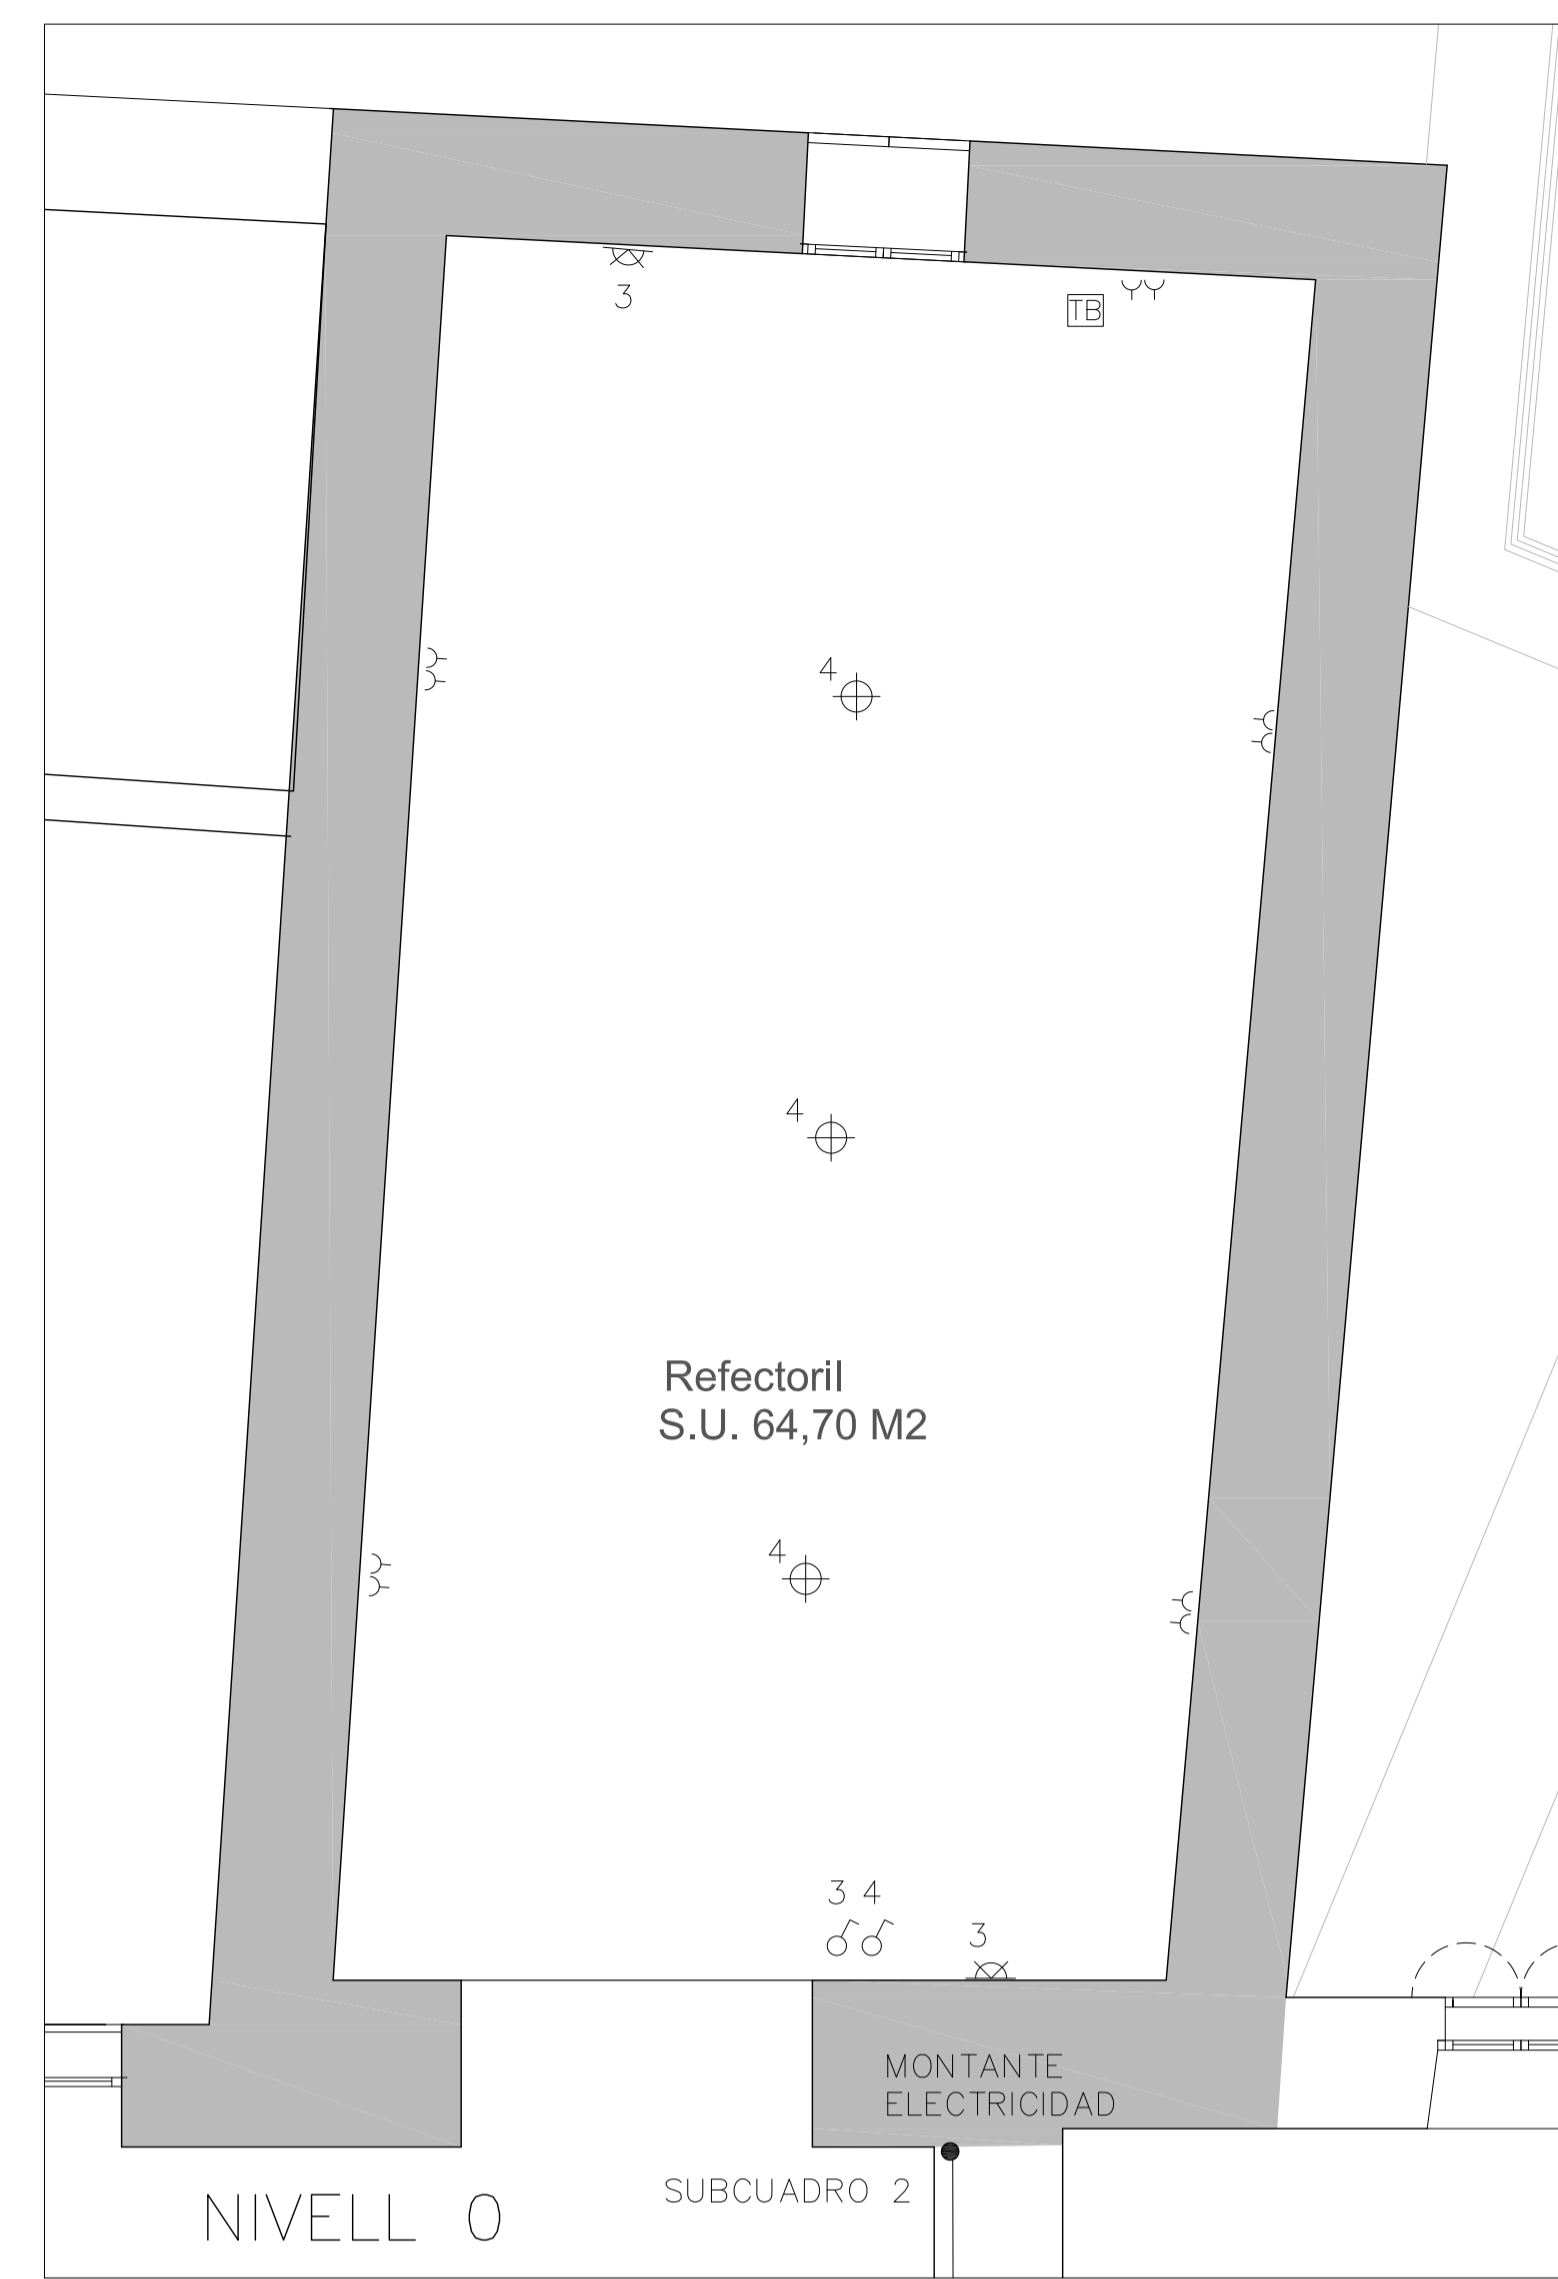 3
TB
4
4
Refectoril
S.U. 64,70 M2
4
3 4
3
MONTANTE
ELECTRICIDAD
SUBCUADRO 2
NIVELL 0